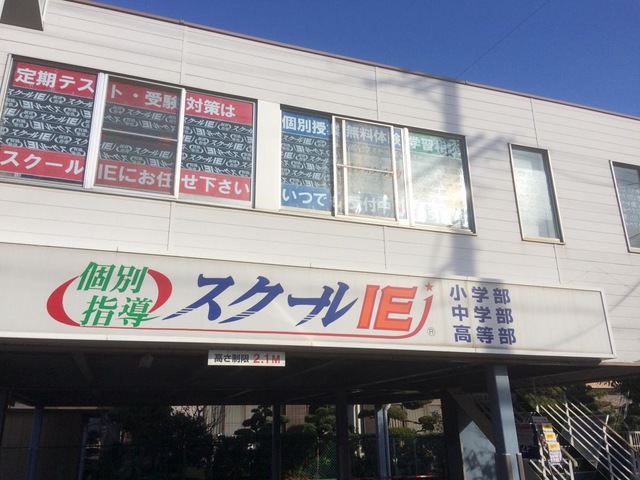 定期テスト・受験対策は
スクールIEにお任せ下さい
個別授 無料体 学習相
いつで 受付中
個別
指導
スクールIE
小学部
中学部
高等部
高さ制限 2.1M